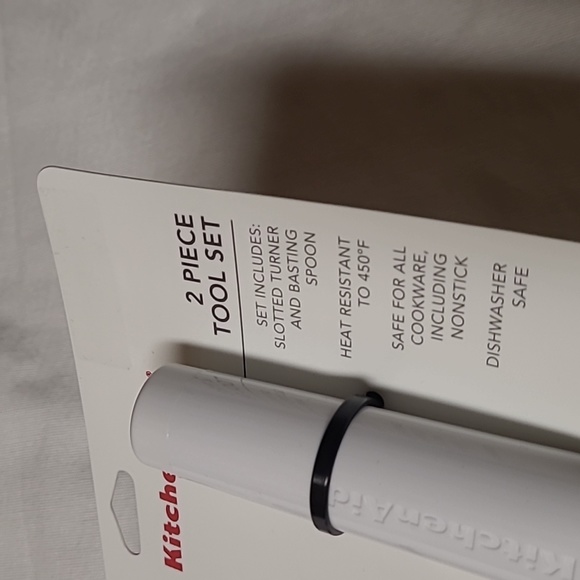 2 PIECE
TOOL SET
SET INCLUDES:
SLOTTED TURNER
AND BASTING
SPOON
HEAT RESISTANT
TO 450°F
SAFE FOR ALL
COOKWARE,
INCLUDING
NONSTICK
DISHWASHER
SAFE
Kitche
KitchenAid
KitchenAid